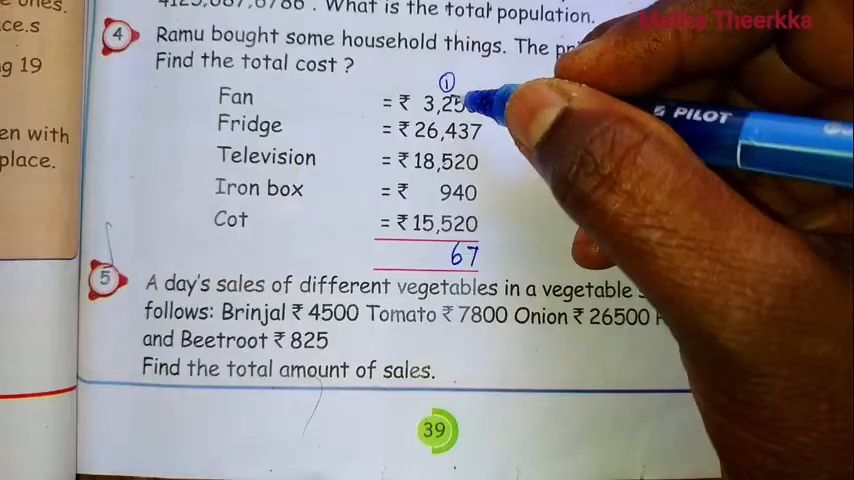 e ones.
ce.s
g 19
en with
place.
What is the total population.
Maths Theerkka
4 Ramu bought some household things. The
Find the total cost ?
1
Fan = ₹ 3,25
Fridge = ₹ 26,437
Television = ₹ 18,520
Iron box = ₹ 940
Cot = ₹ 15,520
67
5 A day's sales of different vegetables in a vegetable
follows: Brinjal ₹ 4500 Tomato ₹ 7800 Onion ₹ 26500
and Beetroot ₹ 825
Find the total amount of sales.
39
PILOT